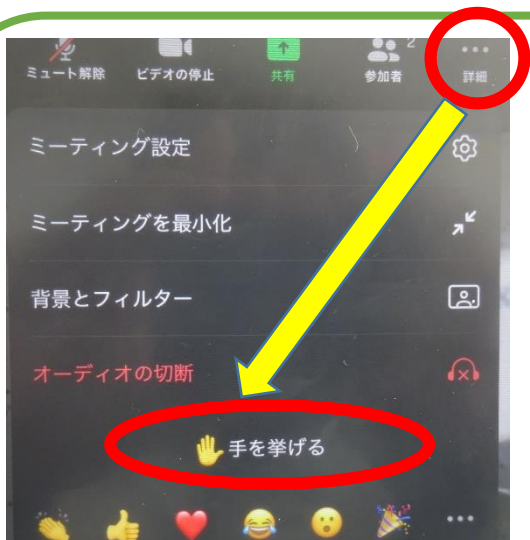 2
ミュート解除 ビデオの停止 共有 参加者 詳細
ミーティング設定
ミーティングを最小化
背景とフィルター
オーディオの切断
手を挙げる